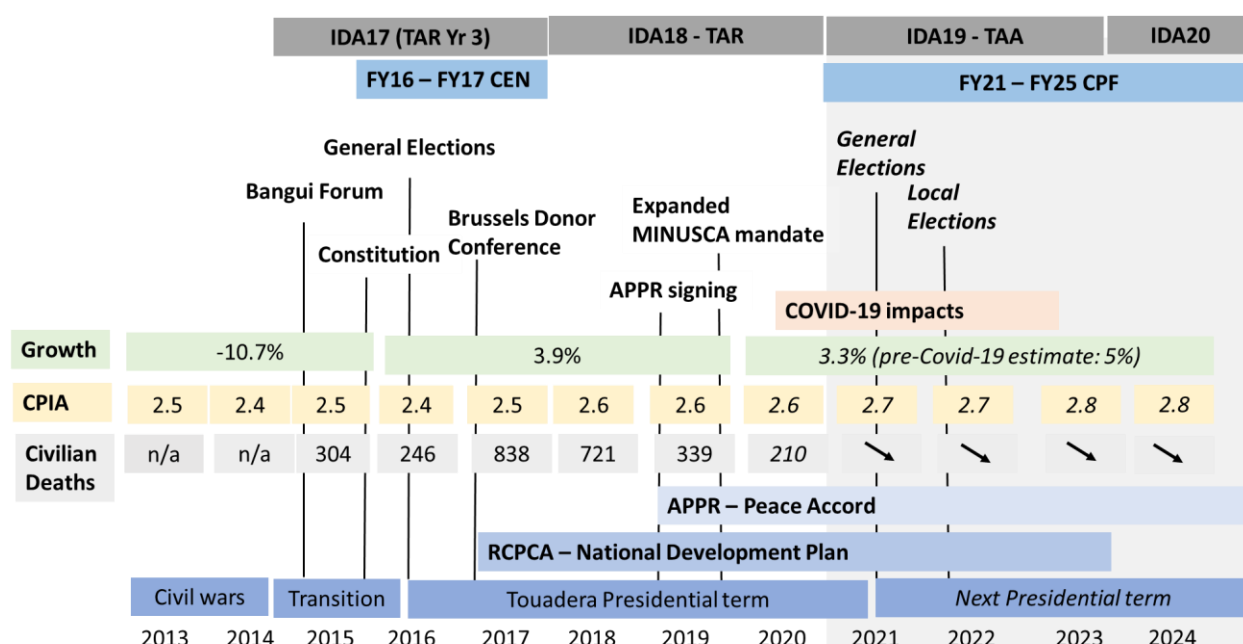 IDA17 (TAR Yr 3)
IDA18 - TAR
IDA19 - TAA
IDA20
FY16 – FY17 CEN
FY21 – FY25 CPF
General Elections
Bangui Forum
Constitution
Brussels Donor
Conference
Expanded
MINUSCA mandate
APPR signing
General
Elections
Local
Elections
COVID-19 impacts
Growth
-10.7%
3.9%
3.3% (pre-Covid-19 estimate: 5%)
CPIA
2.5
2.4
2.5
2.4
2.5
2.6
2.6
2.6
2.7
2.7
2.8
2.8
Civilian
Deaths
n/a
n/a
304
246
838
721
339
210
APPR – Peace Accord
RCPCA – National Development Plan
Civil wars
Transition
Touadera Presidential term
Next Presidential term
2013
2014
2015
2016
2017
2018
2019
2020
2021
2022
2023
2024